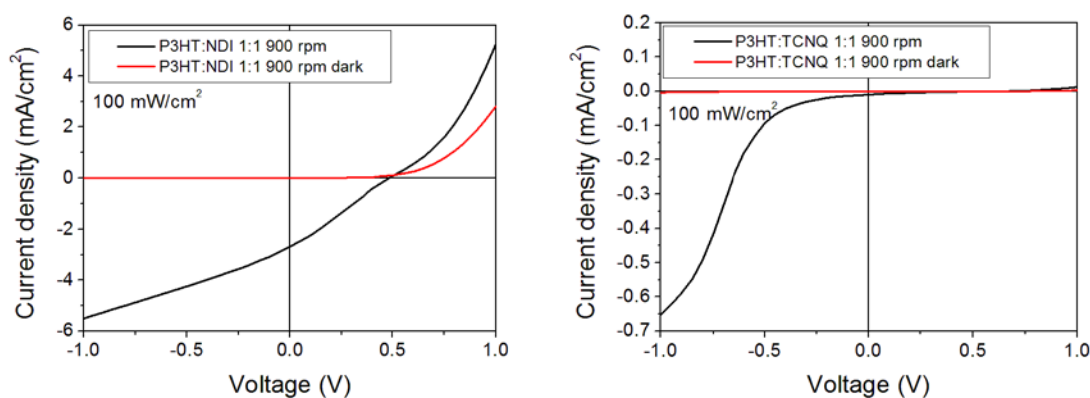 P3HT:NDI 1:1 900 rpm
P3HT:NDI 1:1 900 rpm dark
100 mW/cm²
Current density (mA/cm²)
6
4
2
0
-2
-4
-6
-1.0
-0.5
0.0
0.5
1.0
Voltage (V)
P3HT:TCNQ 1:1 900 rpm
P3HT:TCNQ 1:1 900 rpm dark
100 mW/cm²
Current density (mA/cm²)
0.2
0.1
0.0
-0.1
-0.2
-0.3
-0.4
-0.5
-0.6
-0.7
-1.0
-0.5
0.0
0.5
1.0
Voltage (V)